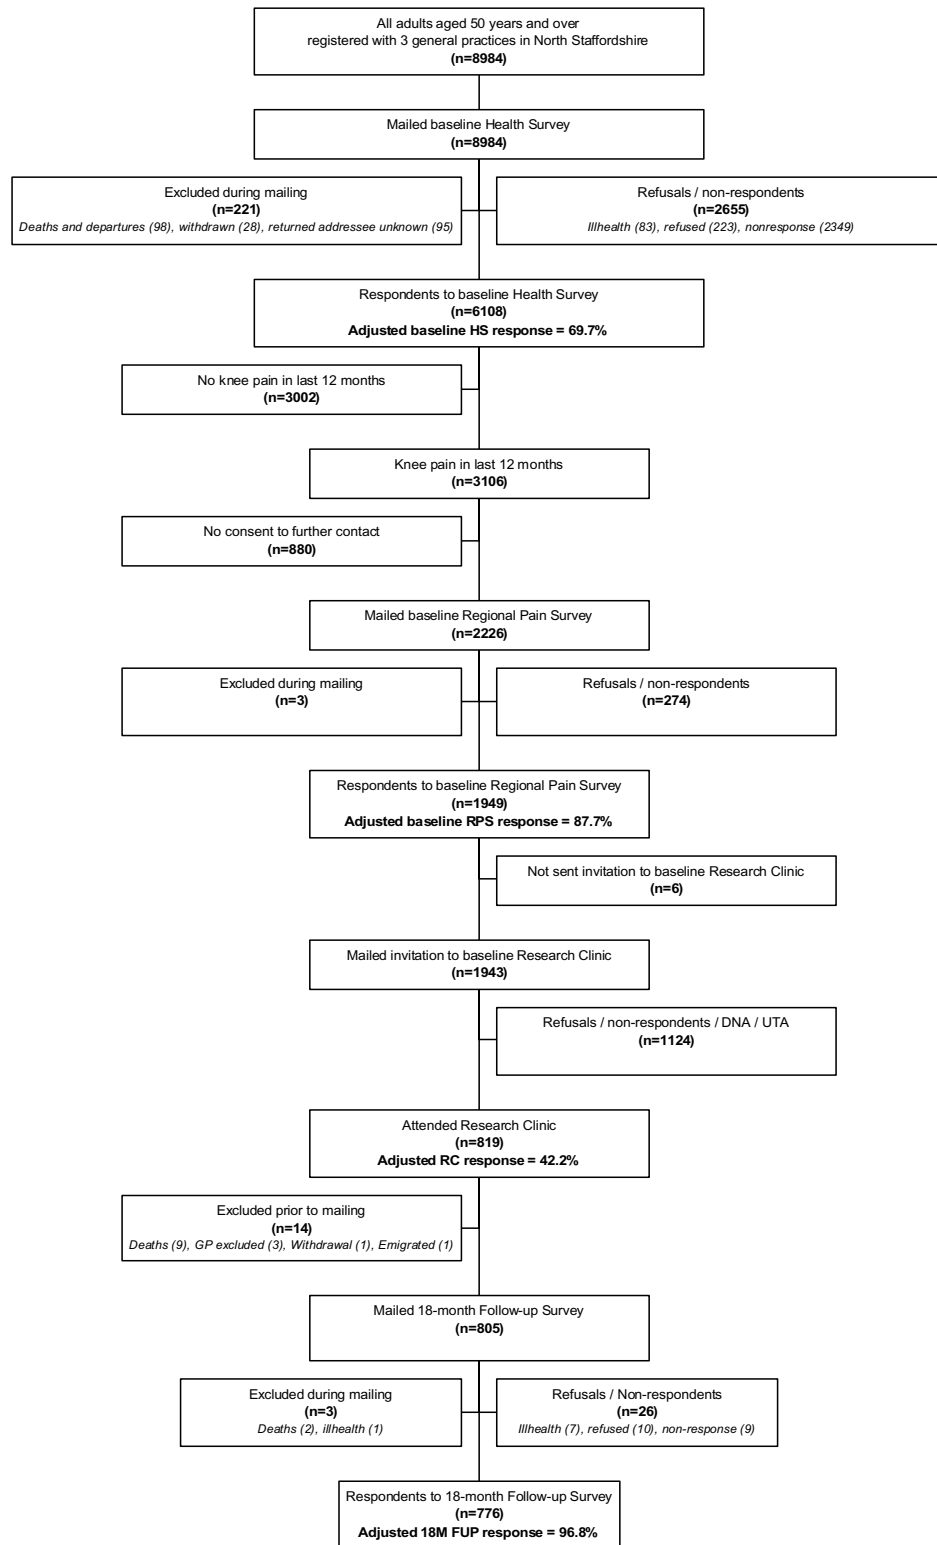 All adults aged 50 years and over
registered with 3 general practices in North Staffordshire
(n=8984)
Mailed baseline Health Survey
(n=8984)
Excluded during mailing
(n=221)
Deaths and departures (98), withdrawn (28), returned addressee unknown (95)
Refusals / non-respondents
(n=2655)
Illhealth (83), refused (223), nonresponse (2349)
Respondents to baseline Health Survey
(n=6108)
Adjusted baseline HS response = 69.7%
No knee pain in last 12 months
(n=3002)
Knee pain in last 12 months
(n=3106)
No consent to further contact
(n=880)
Mailed baseline Regional Pain Survey
(n=2226)
Excluded during mailing
(n=3)
Refusals / non-respondents
(n=274)
Respondents to baseline Regional Pain Survey
(n=1949)
Adjusted baseline RPS response = 87.7%
Not sent invitation to baseline Research Clinic
(n=6)
Mailed invitation to baseline Research Clinic
(n=1943)
Refusals / non-respondents / DNA / UTA
(n=1124)
Attended Research Clinic
(n=819)
Adjusted RC response = 42.2%
Excluded prior to mailing
(n=14)
Deaths (9), GP excluded (3), Withdrawal (1), Emigrated (1)
Mailed 18-month Follow-up Survey
(n=805)
Excluded during mailing
(n=3)
Deaths (2), illhealth (1)
Refusals / Non-respondents
(n=26)
Illhealth (7), refused (10), non-response (9)
Respondents to 18-month Follow-up Survey
(n=776)
Adjusted 18M FUP response = 96.8%